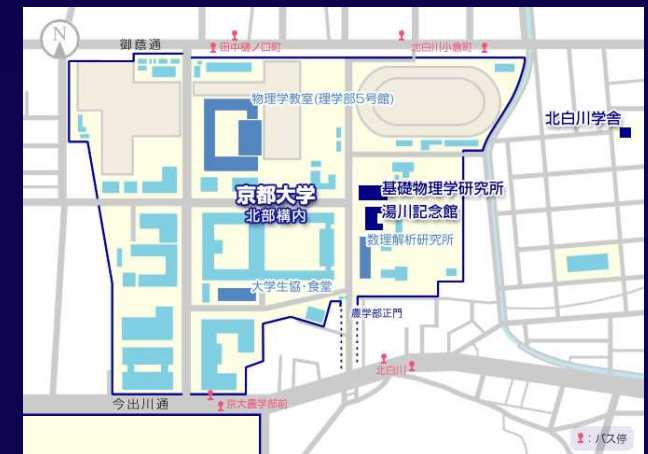 N
御蔭通
田中樋ノ口町
北白川小倉町
物理学教室(理学部5号館)
北白川学舎
京都大学
北部構内
基礎物理学研究所
湯川記念館
数理解析研究所
大学生協・食堂
農学部正門
北白川
今出川通
京大農学部前
:バス停